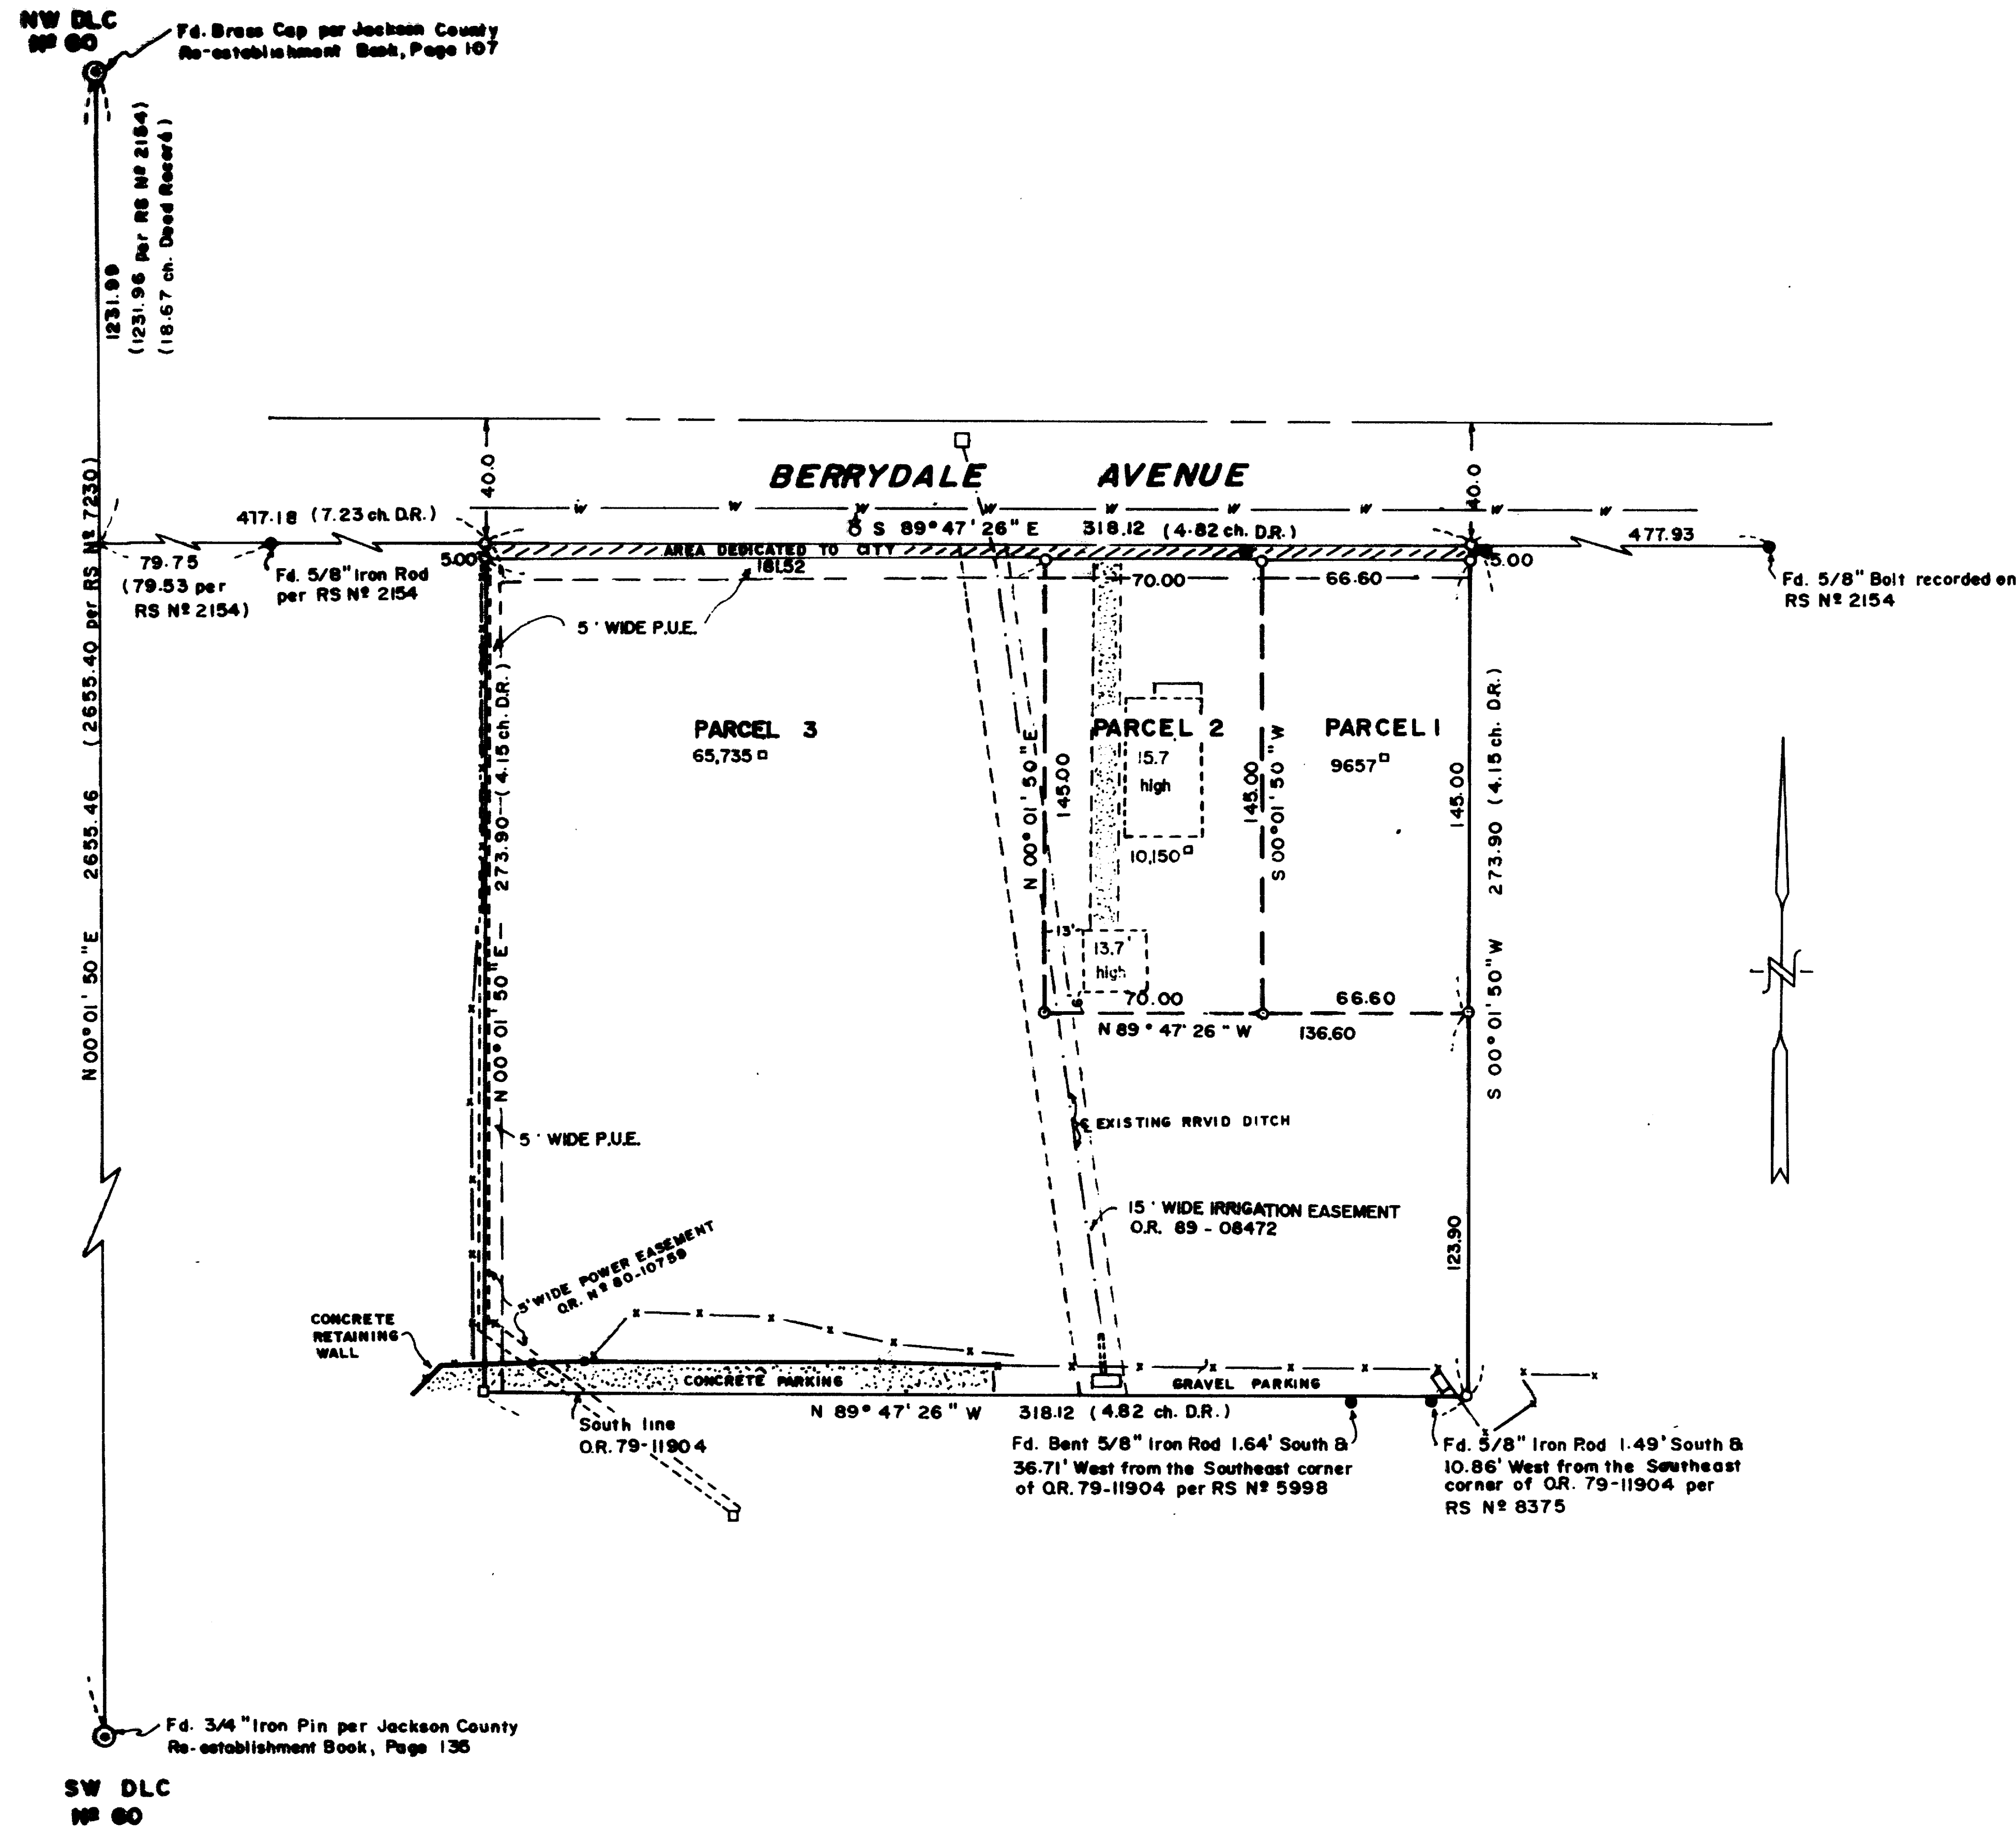 NW DLC
Nº 60
Fd. Brass Cap per Jackson County
Re-establishment Book, Page 107
1231.99
(1231.96 per RS Nº 2154)
(18.67 ch. Deed Record)
N 00° 01' 50" E 2655.46 (2655.40 per RS Nº 7230)
40.0
BERRYDALE AVENUE
40.0
W W W W W W W W W
477.18 (7.23 ch. D.R.)
S 89° 47' 26" E 318.12 (4.82 ch. D.R.)
477.93
79.75
(79.53 per
RS Nº 2154)
Fd. 5/8" Iron Rod
per RS Nº 2154
5.00
AREA DEDICATED TO CITY
181.52
70.00
66.60
5.00
Fd. 5/8" Bolt recorded on
RS Nº 2154
5' WIDE P.U.E.
N 00° 01' 50" E 273.90 (4.15 ch. D.R.)
PARCEL 3
65,735
N 00° 01' 50" E
145.00
PARCEL 2
15.7
high
10,150
145.00
S 00° 01' 50" W
PARCEL 1
9657
145.00
S 00° 01' 50" W 273.90 (4.15 ch. D.R.)
13'
13.7'
high
6'
70.00
66.60
N 89° 47' 26" W 136.60
N
5' WIDE P.U.E.
℄ EXISTING RRVID DITCH
15' WIDE IRRIGATION EASEMENT
O.R. 89-08472
123.90
5' WIDE POWER EASEMENT
O.R. Nº 80-10759
CONCRETE
RETAINING
WALL
CONCRETE PARKING
GRAVEL PARKING
N 89° 47' 26" W 318.12 (4.82 ch. D.R.)
South line
O.R. 79-11904
Fd. Bent 5/8" Iron Rod 1.64' South &
36.71' West from the Southeast corner
of O.R. 79-11904 per RS Nº 5998
Fd. 5/8" Iron Rod 1.49' South &
10.86' West from the Southeast
corner of O.R. 79-11904 per
RS Nº 8375
Fd. 3/4" Iron Pin per Jackson County
Re-establishment Book, Page 136
SW DLC
Nº 60